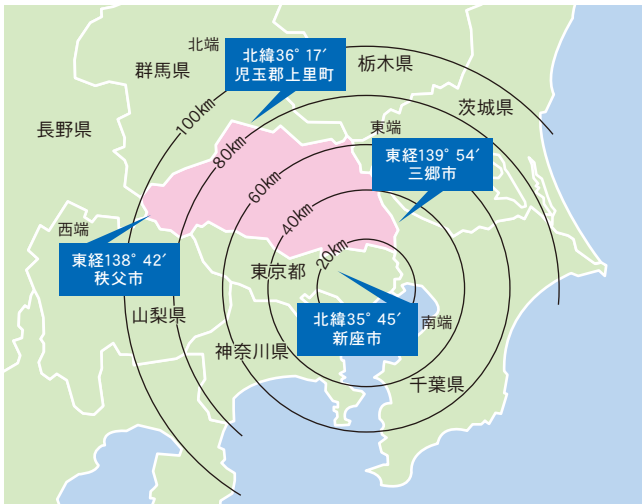 北端
北緯36°17′
児玉郡上里町
群馬県
栃木県
長野県
100km
茨城県
80km
東端
東経139°54′
三郷市
60km
40km
西端
東経138°42′
秩父市
東京都
20km
山梨県
北緯35°45′
新座市
南端
神奈川県
千葉県